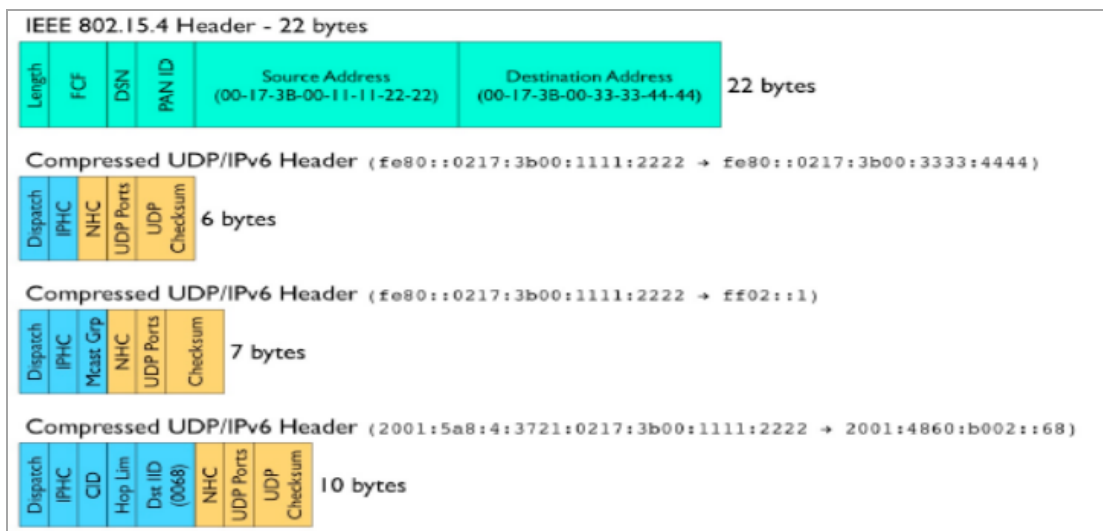 IEEE 802.15.4 Header - 22 bytes
Length
FCF
DSN
PAN ID
Source Address
(00-17-3B-00-11-11-22-22)
Destination Address
(00-17-3B-00-33-33-44-44)
22 bytes
Compressed UDP/IPv6 Header (fe80::0217:3b00:1111:2222 → fe80::0217:3b00:3333:4444)
Dispatch
IPHC
NHC
UDP Ports
UDP
Checksum
6 bytes
Compressed UDP/IPv6 Header (fe80::0217:3b00:1111:2222 → ff02::1)
Dispatch
IPHC
Mcast Grp
NHC
UDP Ports
Checksum
7 bytes
Compressed UDP/IPv6 Header (2001:5a8:4:3721:0217:3b00:1111:2222 → 2001:4860:b002::68)
Dispatch
IPHC
CID
Hop Lim
Dst IID
(0068)
NHC
UDP Ports
UDP
Checksum
10 bytes